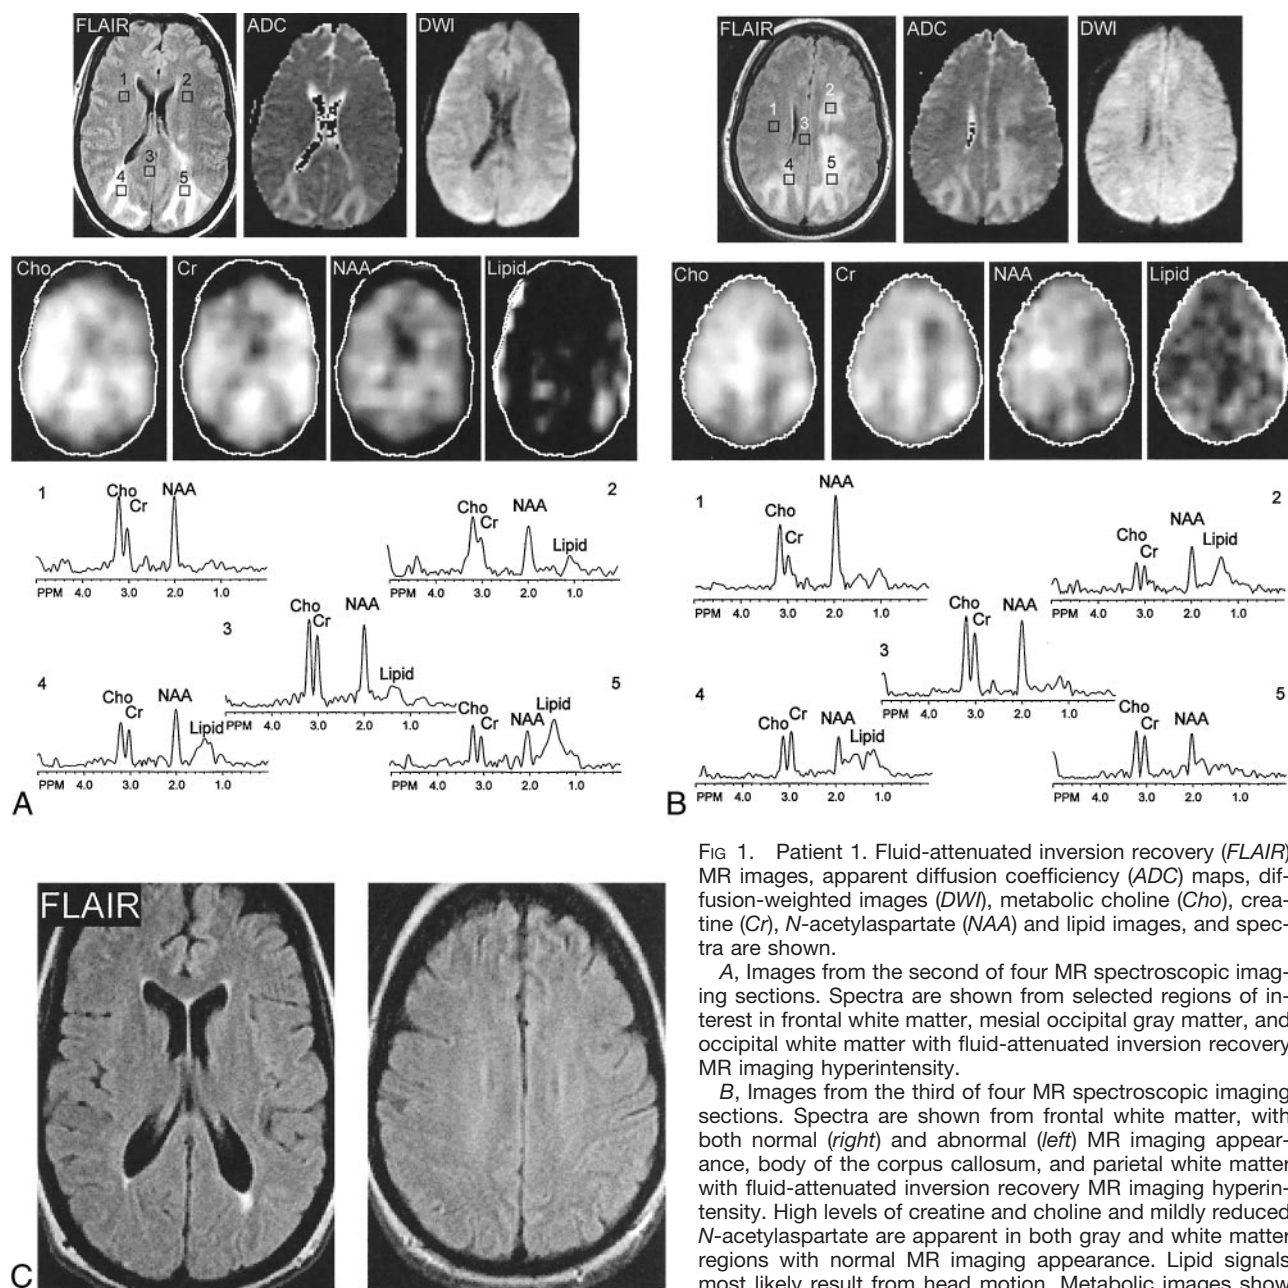 FLAIR ADC DWI
1 2
3
4 5
Cho Cr NAA Lipid
1 Cho Cr NAA
PPM 4.0 3.0 2.0 1.0
2 Cho Cr NAA Lipid
PPM 4.0 3.0 2.0 1.0
3 Cho Cr NAA Lipid
PPM 4.0 3.0 2.0 1.0
4 Cho Cr NAA Lipid
PPM 4.0 3.0 2.0 1.0
5 Cho Cr NAA Lipid
PPM 4.0 3.0 2.0 1.0
A
FLAIR ADC DWI
1 2
3
4 5
Cho Cr NAA Lipid
1 Cho Cr NAA
PPM 4.0 3.0 2.0 1.0
2 Cho Cr NAA Lipid
PPM 4.0 3.0 2.0 1.0
3 Cho Cr NAA
PPM 4.0 3.0 2.0 1.0
4 Cho Cr NAA Lipid
PPM 4.0 3.0 2.0 1.0
5 Cho Cr NAA
PPM 4.0 3.0 2.0 1.0
B
FLAIR
C
FIG 1. Patient 1. Fluid-attenuated inversion recovery (FLAIR)
MR images, apparent diffusion coefficiency (ADC) maps, dif-
fusion-weighted images (DWI), metabolic choline (Cho), crea-
tine (Cr), N-acetylaspartate (NAA) and lipid images, and spec-
tra are shown.
A, Images from the second of four MR spectroscopic imag-
ing sections. Spectra are shown from selected regions of in-
terest in frontal white matter, mesial occipital gray matter, and
occipital white matter with fluid-attenuated inversion recovery
MR imaging hyperintensity.
B, Images from the third of four MR spectroscopic imaging
sections. Spectra are shown from frontal white matter, with
both normal (right) and abnormal (left) MR imaging appear-
ance, body of the corpus callosum, and parietal white matter
with fluid-attenuated inversion recovery MR imaging hyperin-
tensity. High levels of creatine and choline and mildly reduced
N-acetylaspartate are apparent in both gray and white matter
regions with normal MR imaging appearance. Lipid signals
most likely result from head motion. Metabolic images show